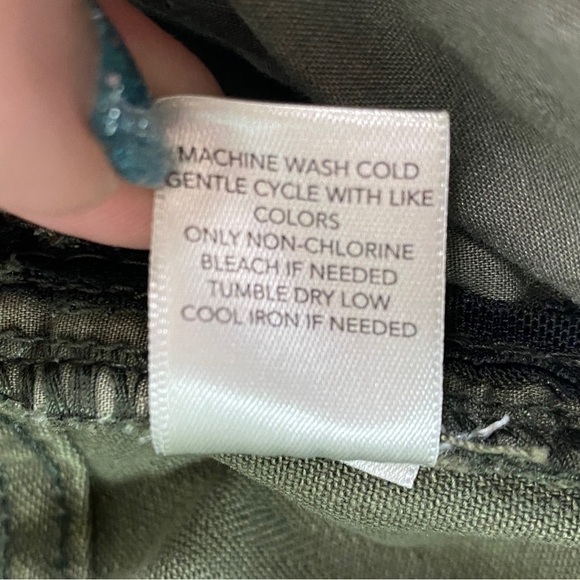 MACHINE WASH COLD
GENTLE CYCLE WITH LIKE
COLORS
ONLY NON-CHLORINE
BLEACH IF NEEDED
TUMBLE DRY LOW
COOL IRON IF NEEDED